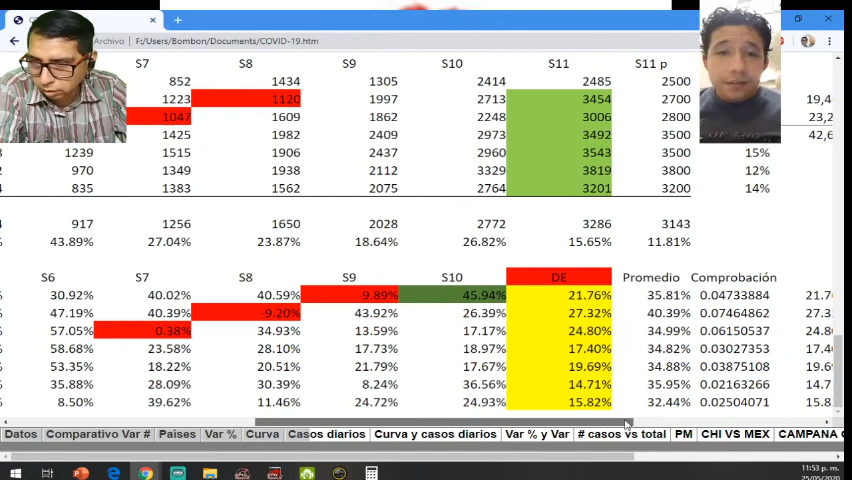 Archivo F:/Users/Bombon/Documents/COVID-19.htm
S7 S8 S9 S10 S11 S11 p
852 1434 1305 2414 2485 2500
1223 1120 1997 2713 3454 2700 19,4
1047 1609 1862 2248 3006 2800 23,2
1425 1982 2409 2973 3492 3500 42,6
1239 1515 1906 2437 2960 3543 3500 15%
970 1349 1938 2112 3329 3819 3800 12%
835 1383 1562 2075 2764 3201 3200 14%
917 1256 1650 2028 2772 3286 3143
43.89% 27.04% 23.87% 18.64% 26.82% 15.65% 11.81%
S6 S7 S8 S9 S10 DE Promedio Comprobación
30.92% 40.02% 40.59% -9.89% 45.94% 21.76% 35.81% 0.04733884 21.7
47.19% 40.39% -9.20% 43.92% 26.39% 27.32% 40.39% 0.07464862 27.3
57.05% 0.38% 34.93% 13.59% 17.17% 24.80% 34.99% 0.06150537 24.8
58.68% 23.58% 28.10% 17.73% 18.97% 17.40% 34.82% 0.03027353 17.4
53.35% 18.22% 20.51% 21.79% 17.67% 19.69% 34.88% 0.03875108 19.6
35.88% 28.09% 30.39% 8.24% 36.56% 14.71% 35.95% 0.02163266 14.7
8.50% 39.62% 11.46% 24.72% 24.93% 15.82% 32.44% 0.02504071 15.8
Datos Comparativo Var # Paises Var % Curva Casos diarios Curva y casos diarios Var % y Var # casos vs total PM CHI VS MEX CAMPANA
11:53 p. m.
25/05/2020